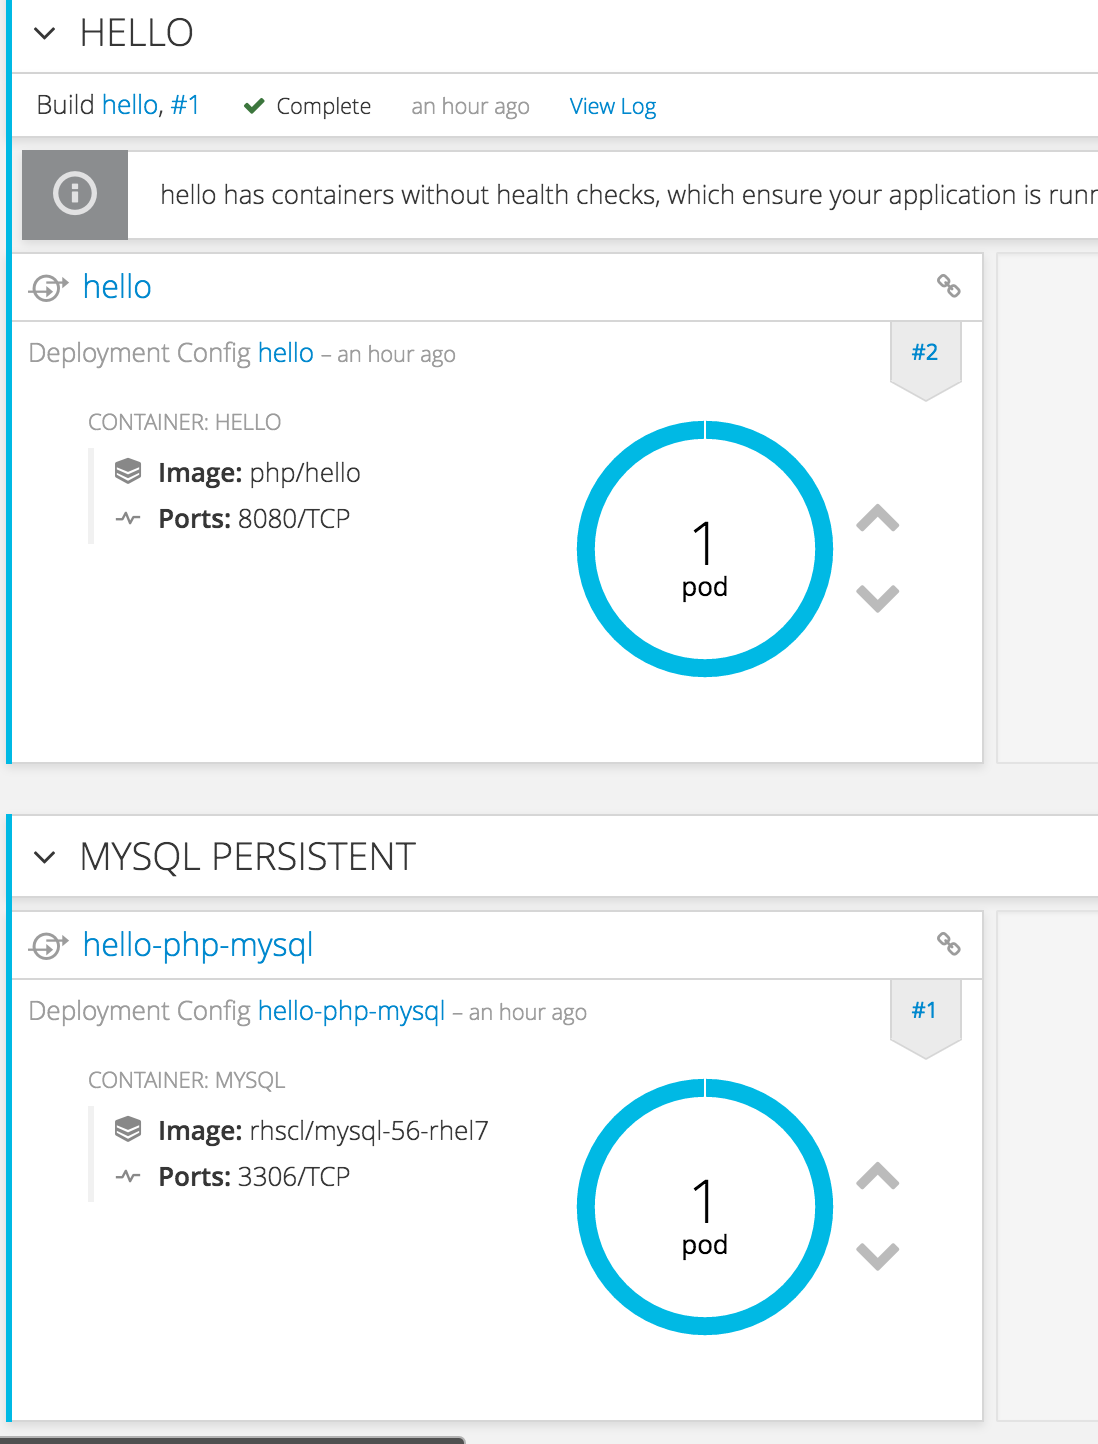 HELLO
Build hello, #1 Complete an hour ago View Log
hello has containers without health checks, which ensure your application is
hello
Deployment Config hello – an hour ago
#2
CONTAINER: HELLO
Image: php/hello
Ports: 8080/TCP
1
pod
MYSQL PERSISTENT
hello-php-mysql
Deployment Config hello-php-mysql – an hour ago
#1
CONTAINER: MYSQL
Image: rhscl/mysql-56-rhel7
Ports: 3306/TCP
1
pod